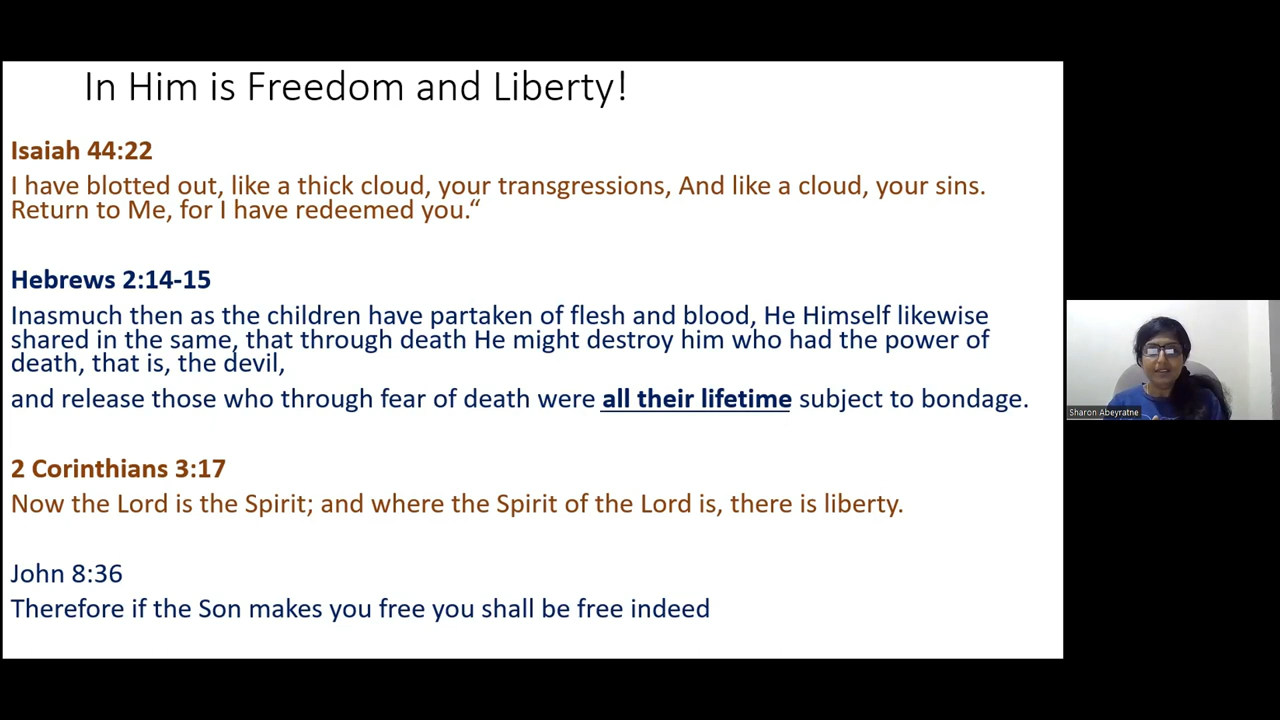 In Him is Freedom and Liberty!
Isaiah 44:22
I have blotted out, like a thick cloud, your transgressions, And like a cloud, your sins.
Return to Me, for I have redeemed you.“
Hebrews 2:14-15
Inasmuch then as the children have partaken of flesh and blood, He Himself likewise
shared in the same, that through death He might destroy him who had the power of
death, that is, the devil,
and release those who through fear of death were all their lifetime subject to bondage.
2 Corinthians 3:17
Now the Lord is the Spirit; and where the Spirit of the Lord is, there is liberty.
John 8:36
Therefore if the Son makes you free you shall be free indeed
Sharon Abeyratne